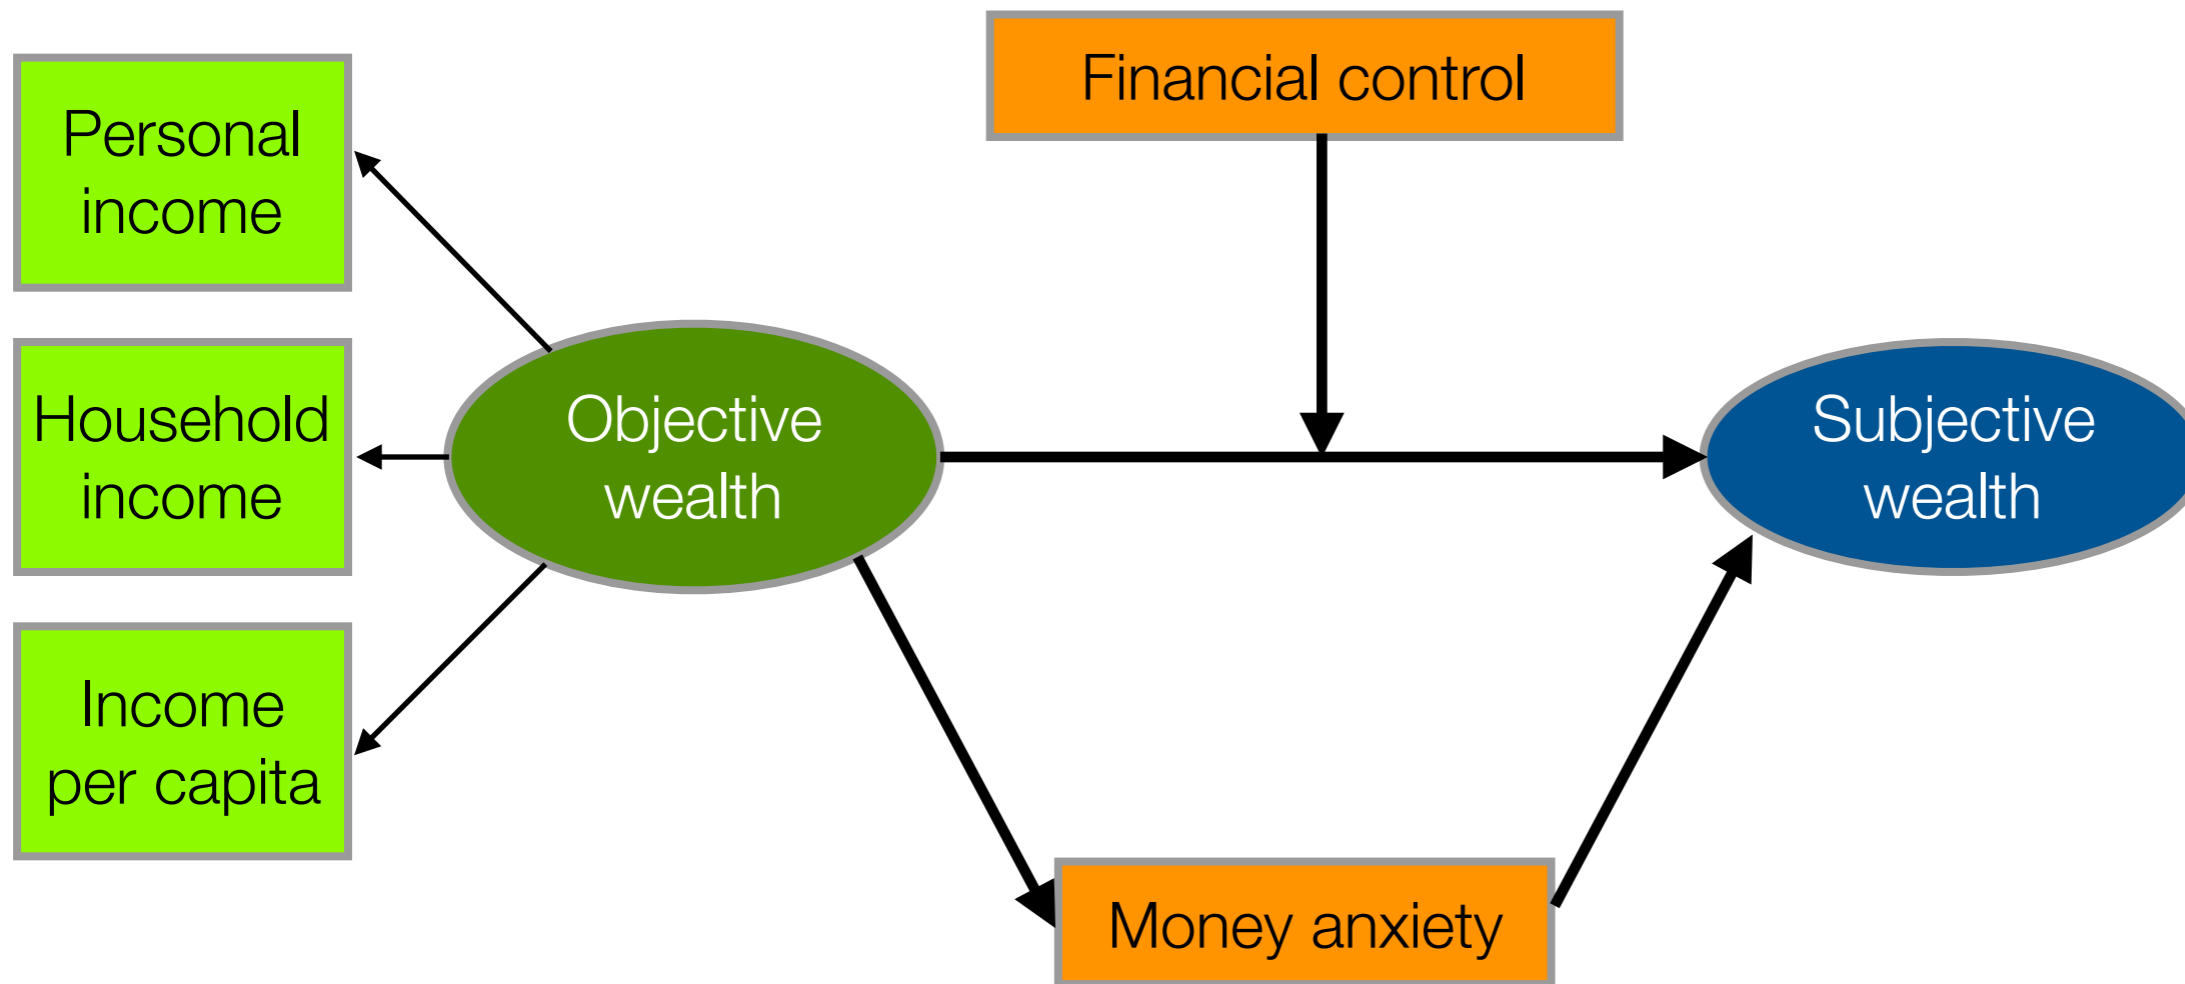 Financial control
Personal
income
Household
income
Income
per capita
Objective
wealth
Subjective
wealth
Money anxiety